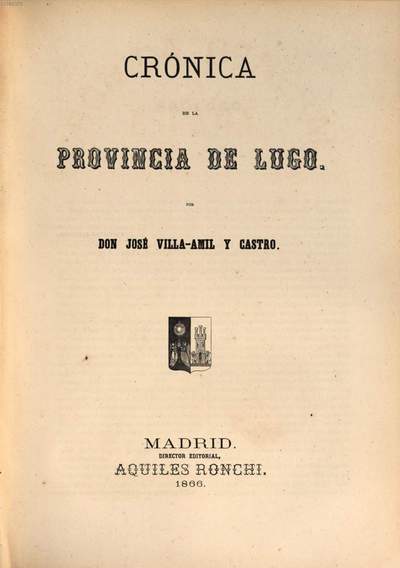 CRÓNICA
DE LA
PROVINCIA DE LUGO.
POR
DON JOSÉ VILLA-AMIL Y CASTRO.
MADRID.
DIRECTOR EDITORIAL,
AQUILES RONCHI.
1866.